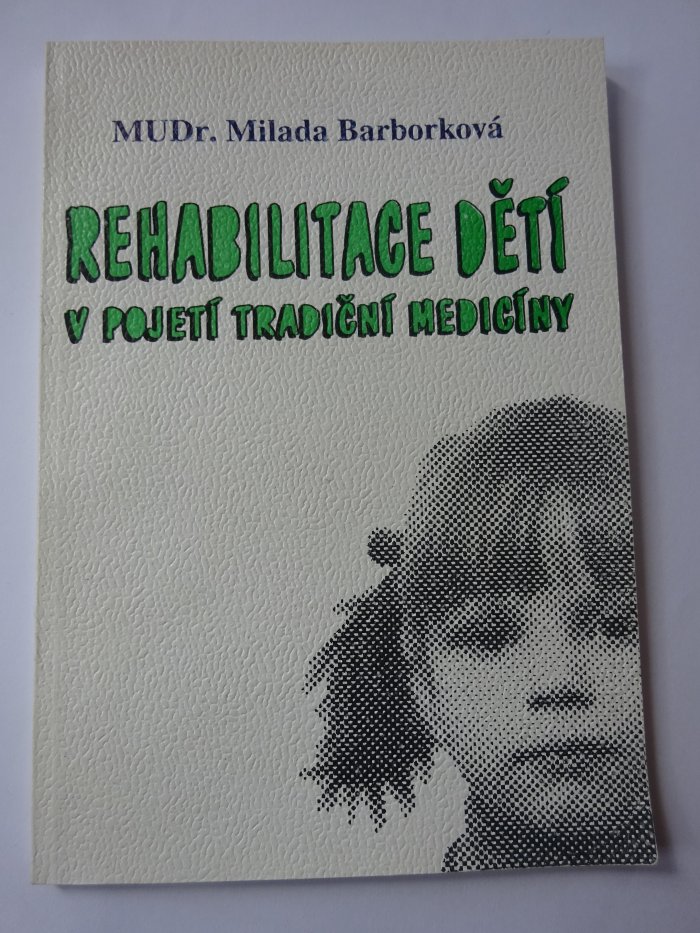 MUDr. Milada Barborková
REHABILITACE DĚTÍ
V POJETÍ TRADIČNÍ MEDICÍNY